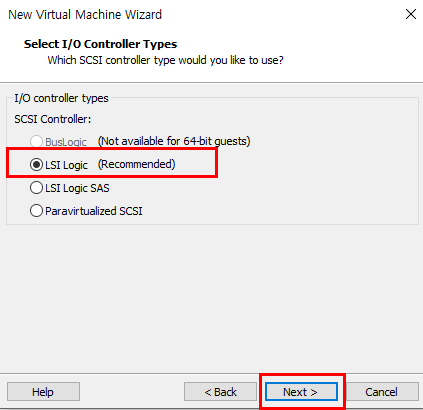 New Virtual Machine Wizard
Select I/O Controller Types
Which SCSI controller type would you like to use?
I/O controller types
SCSI Controller:
BusLogic (Not available for 64-bit guests)
LSI Logic (Recommended)
LSI Logic SAS
Paravirtualized SCSI
Help < Back Next > Cancel